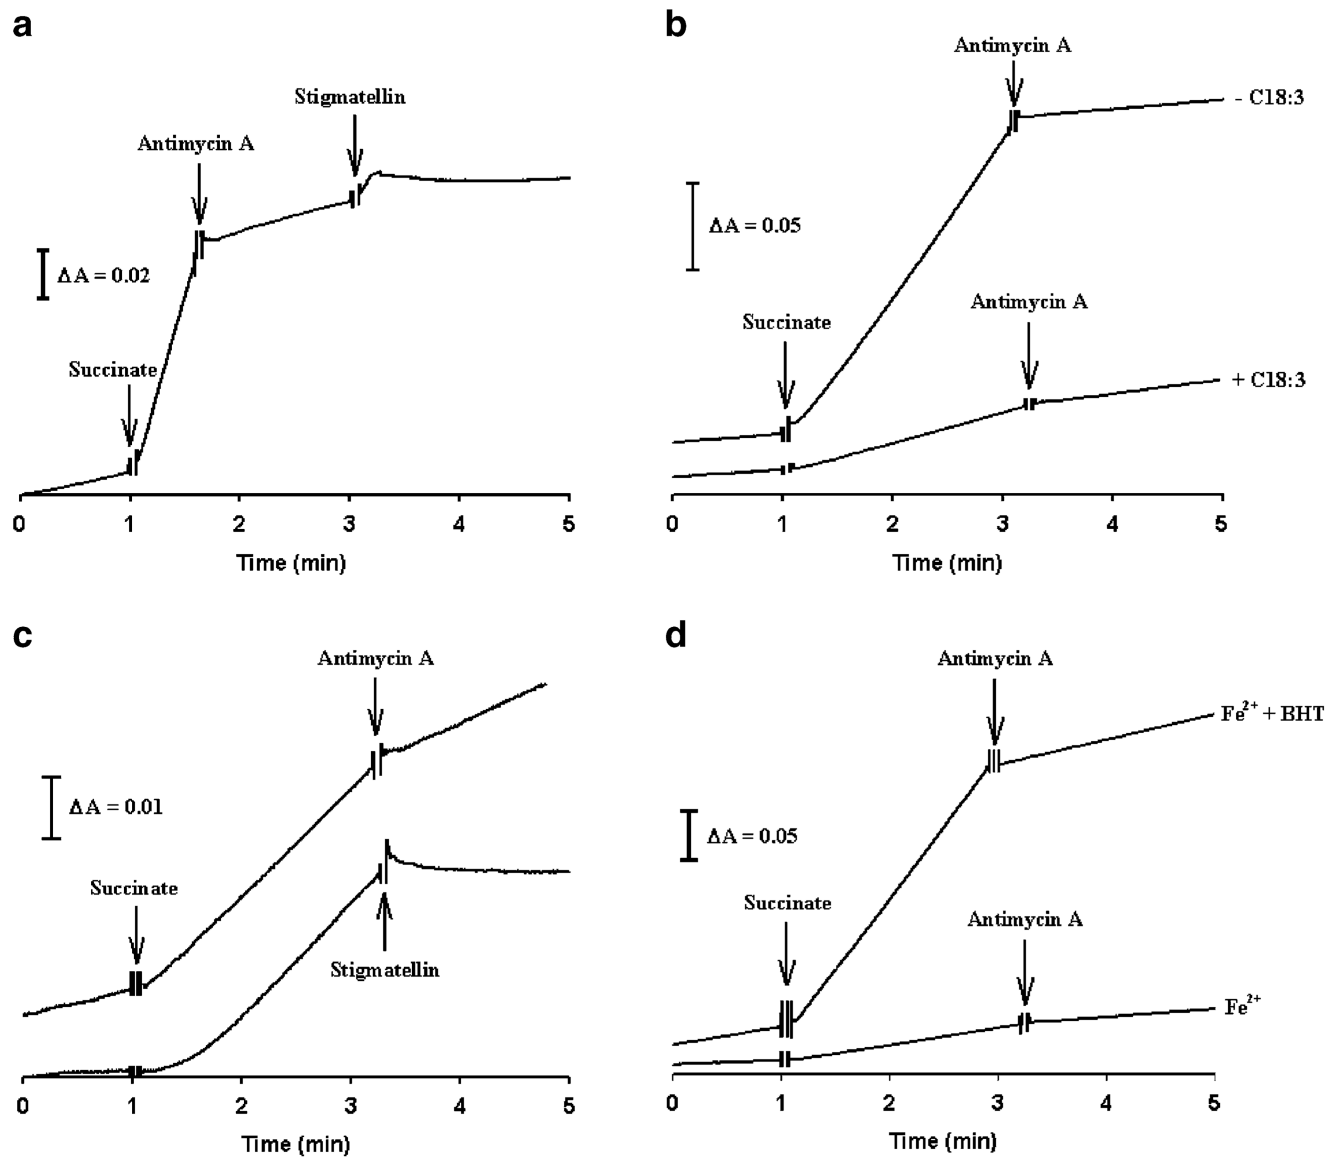 a
Stigmatellin
Antimycin A
ΔA = 0.02
Succinate
0 1 2 3 4 5
Time (min)
b
Antimycin A
- C18:3
ΔA = 0.05
Antimycin A
Succinate
+ C18:3
0 1 2 3 4 5
Time (min)
c
Antimycin A
ΔA = 0.01
Succinate
Stigmatellin
0 1 2 3 4 5
Time (min)
d
Antimycin A
Fe²⁺ + BHT
ΔA = 0.05
Succinate
Antimycin A
Fe²⁺
0 1 2 3 4 5
Time (min)